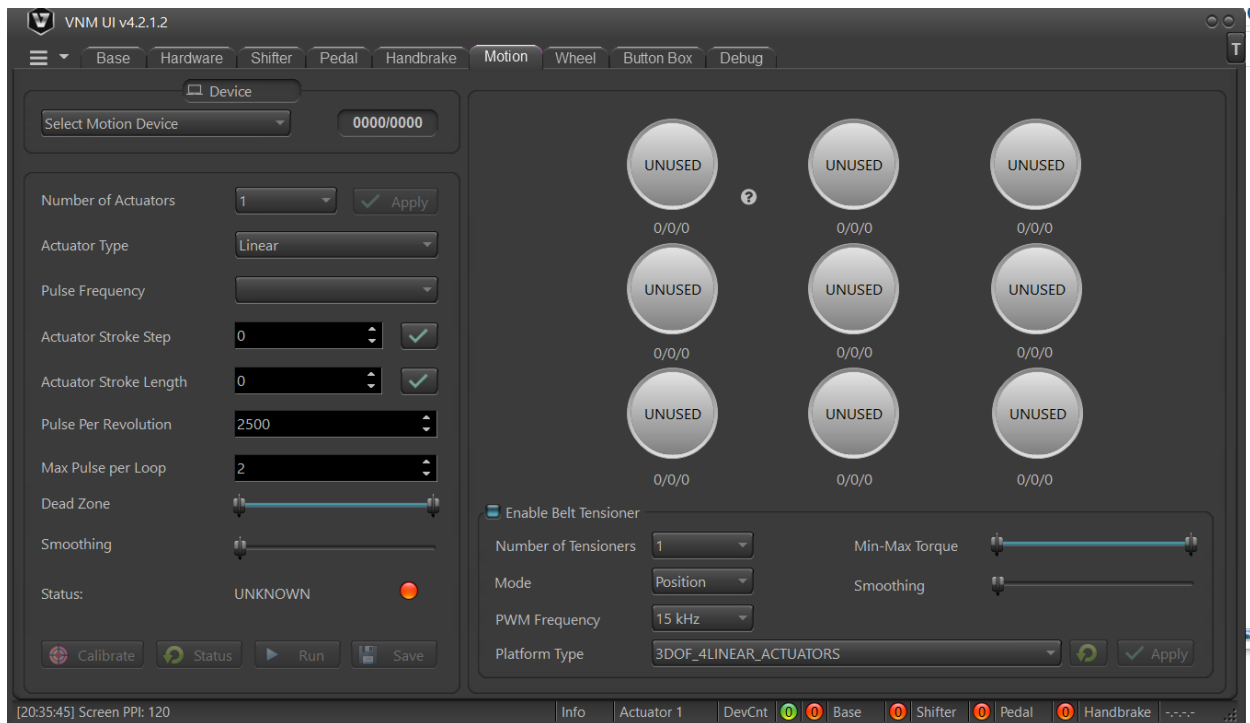 VNM UI v4.2.1.2
T
Base Hardware Shifter Pedal Handbrake Motion Wheel Button Box Debug
Device
Select Motion Device 0000/0000
Number of Actuators 1 Apply
Actuator Type Linear
Pulse Frequency
Actuator Stroke Step 0
Actuator Stroke Length 0
Pulse Per Revolution 2500
Max Pulse per Loop 2
Dead Zone
Smoothing
Status: UNKNOWN
Calibrate Status Run Save
UNUSED UNUSED UNUSED
?
0/0/0 0/0/0 0/0/0
UNUSED UNUSED UNUSED
0/0/0 0/0/0 0/0/0
UNUSED UNUSED UNUSED
0/0/0 0/0/0 0/0/0
Enable Belt Tensioner
Number of Tensioners 1 Min-Max Torque
Mode Position Smoothing
PWM Frequency 15 kHz
Platform Type 3DOF_4LINEAR_ACTUATORS Apply
[20:35:45] Screen PPI: 120 Info Actuator 1 DevCnt 0 0 Base 0 Shifter 0 Pedal 0 Handbrake -.-.-.-